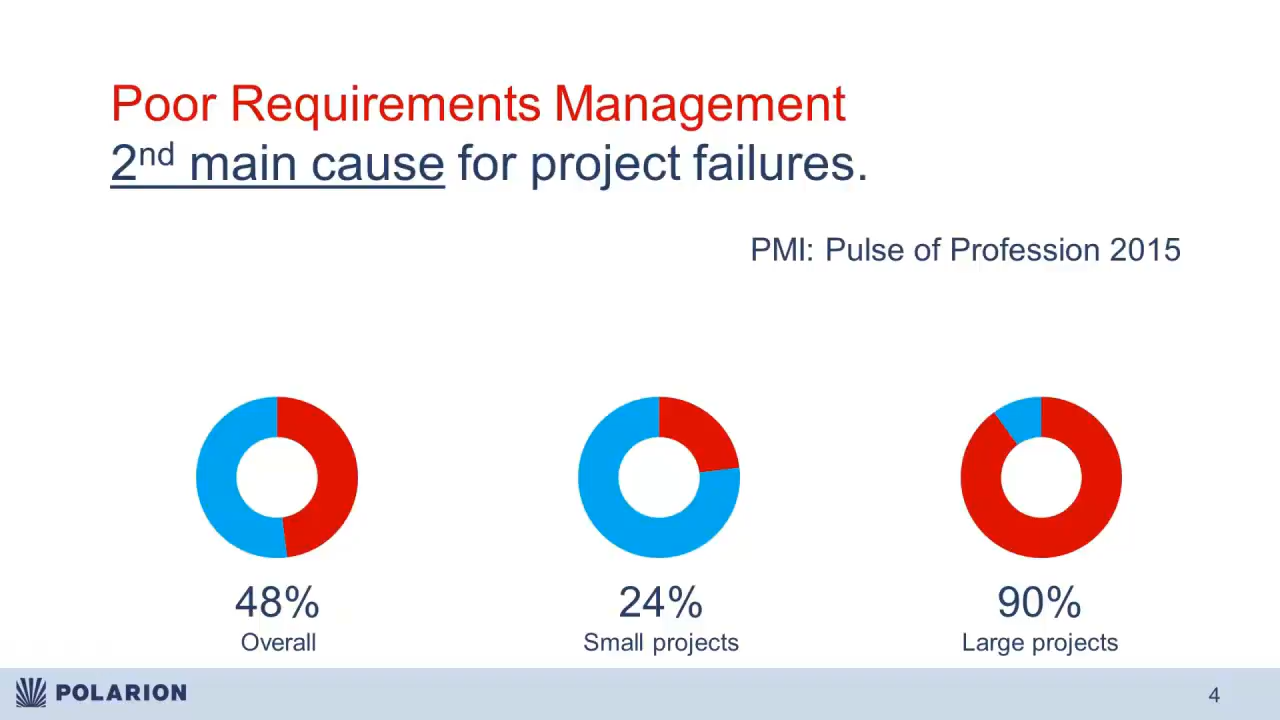 Poor Requirements Management
2nd main cause for project failures.
PMI: Pulse of Profession 2015
48%
Overall
24%
Small projects
90%
Large projects
POLARION
4